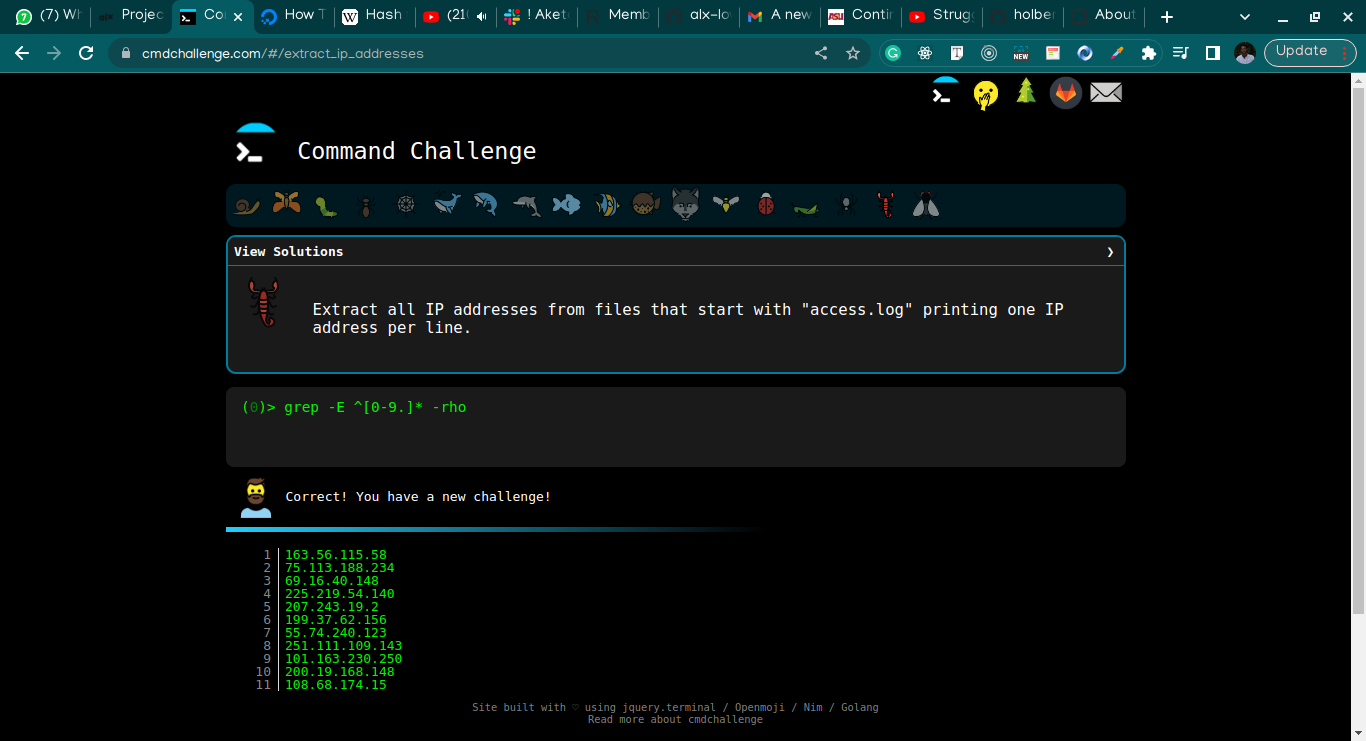 (7) Wh
Projec
Co
How T
Hash
(210
! Aket
Memb
alx-lov
A new
Contin
Strugg
holber
About
cmdchallenge.com/#/extract_ip_addresses
NEW
Update
Command Challenge
View Solutions
Extract all IP addresses from files that start with "access.log" printing one IP
address per line.
(0)> grep -E ^[0-9.]* -rho
Correct! You have a new challenge!
1 163.56.115.58
2 75.113.188.234
3 69.16.40.148
4 225.219.54.140
5 207.243.19.2
6 199.37.62.156
7 55.74.240.123
8 251.111.109.143
9 101.163.230.250
10 200.19.168.148
11 108.68.174.15
Site built with ♡ using jquery.terminal / Openmoji / Nim / Golang
Read more about cmdchallenge